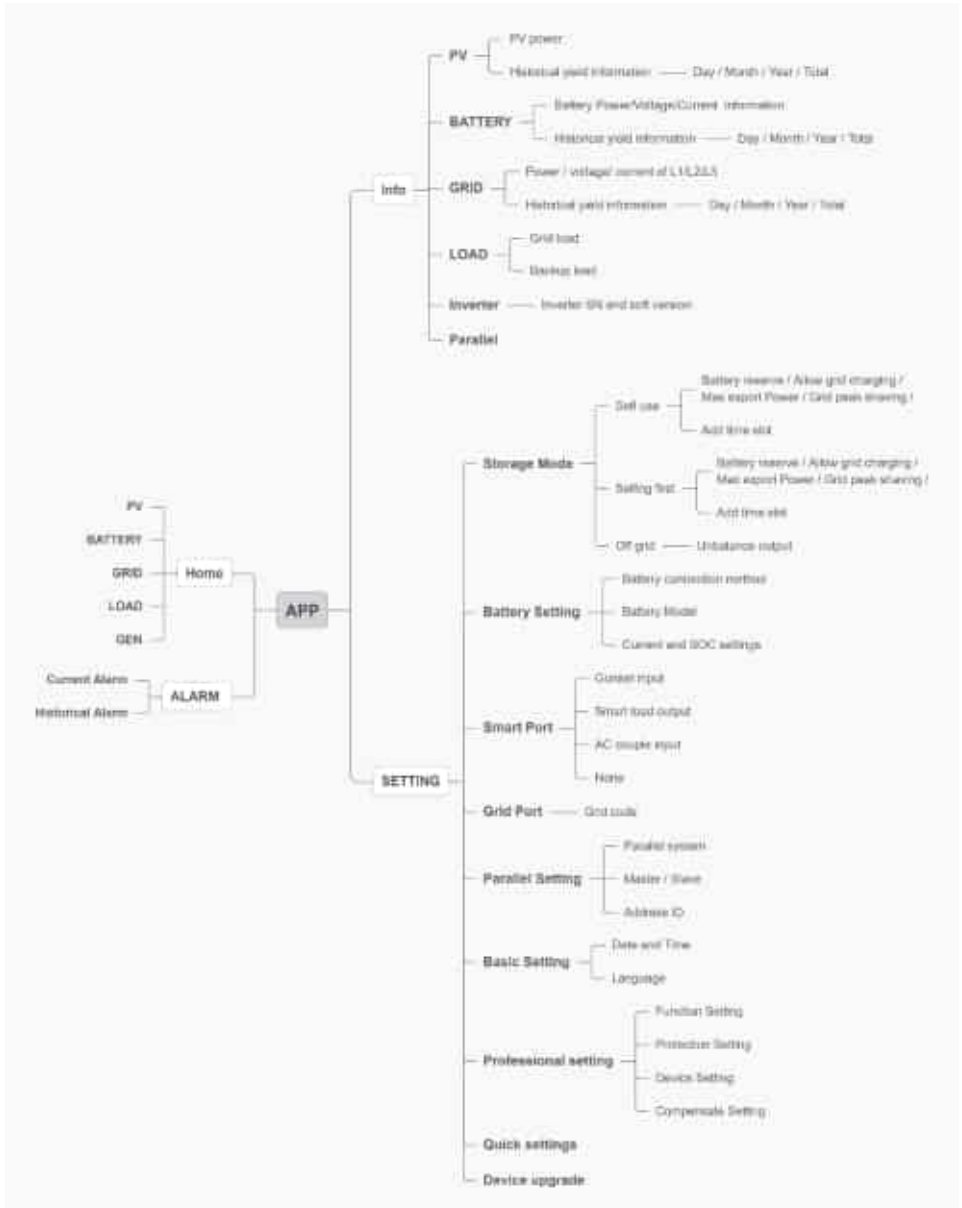 PV
PV power
Historical yield information
Day / Month / Year / Total
BATTERY
Battery Power/Voltage/Current information
Historical yield information
Day / Month / Year / Total
Info
GRID
Power / voltage/ current of L1/L2/L3
Historical yield information
Day / Month / Year / Total
LOAD
Grid load
Backup load
Inverter
Inverter SN and soft version
Parallel
Storage Mode
Self use
Battery reserve / Allow grid charging /
Max export Power / Grid peak shaving /
Add time slot
Selling first
Battery reserve / Allow grid charging /
Max export Power / Grid peak shaving /
Add time slot
Off grid
Unbalance output
PV
BATTERY
GRID
LOAD
GEN
Home
APP
Current Alarm
Historical Alarm
ALARM
Battery Setting
Battery connection method
Battery Model
Current and SOC settings
Smart Port
Genset input
Smart load output
AC couple input
None
SETTING
Grid Port
Grid code
Parallel Setting
Parallel system
Master / Slave
Address ID
Basic Setting
Date and Time
Language
Professional setting
Function Setting
Protection Setting
Device Setting
Compensate Setting
Quick settings
Device upgrade